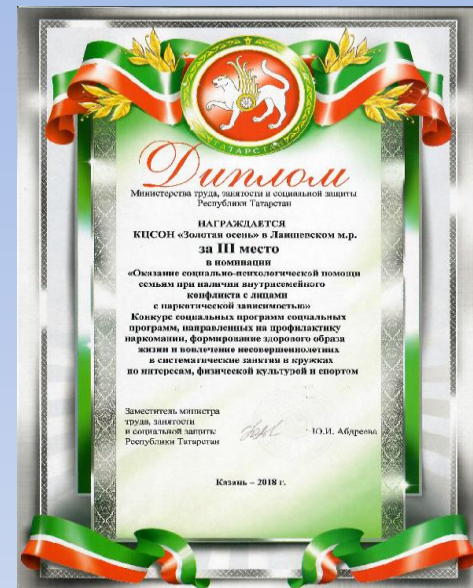 ТАТАРСТАН
Диплом
Министерства труда, занятости и социальной защиты
Республики Татарстан
НАГРАЖДАЕТСЯ
КЦСОН «Золотая осень» в Лаишевском м.р.
за III место
в номинации
«Оказание социально-психологической помощи
семьям при наличии внутрисемейного
конфликта с лицами
с наркотической зависимостью»
Конкурс социальных программ социальных
программ, направленных на профилактику
наркомании, формирование здорового образа
жизни и вовлечение несовершеннолетних
в систематические занятия в кружках
по интересам, физической культурой и спортом
Заместитель министра
труда, занятости
и социальной защиты
Республики Татарстан
Ю.И. Абдреева
Казань – 2018 г.